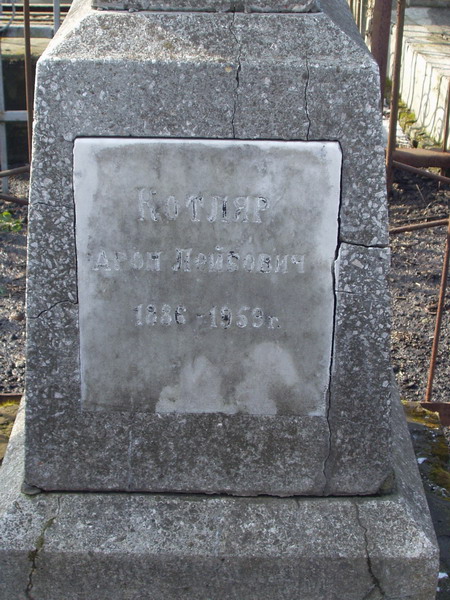 Котляр
Арон Лейбович
1886-1959г.